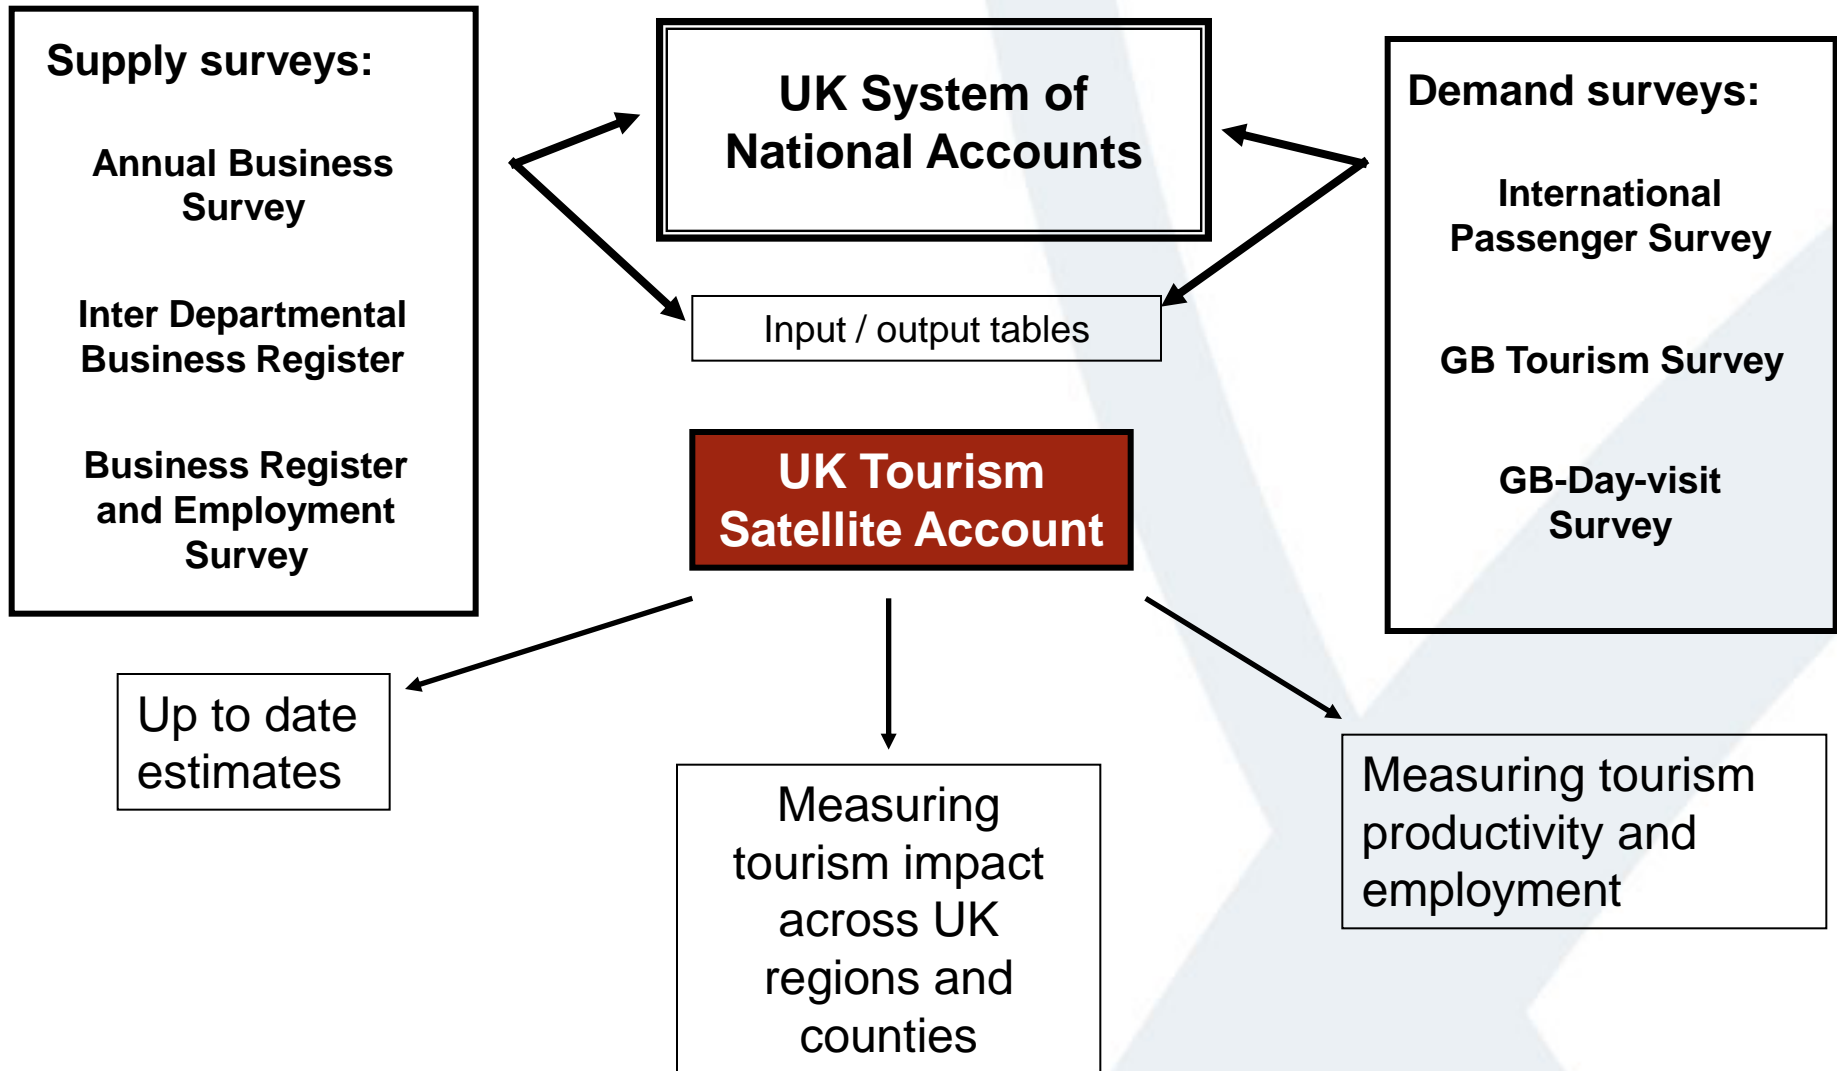 Supply surveys:
Annual Business
Survey
Inter Departmental
Business Register
Business Register
and Employment
Survey
UK System of
National Accounts
Input / output tables
UK Tourism
Satellite Account
Demand surveys:
International
Passenger Survey
GB Tourism Survey
GB-Day-visit
Survey
Up to date
estimates
Measuring
tourism impact
across UK
regions and
counties
Measuring tourism
productivity and
employment